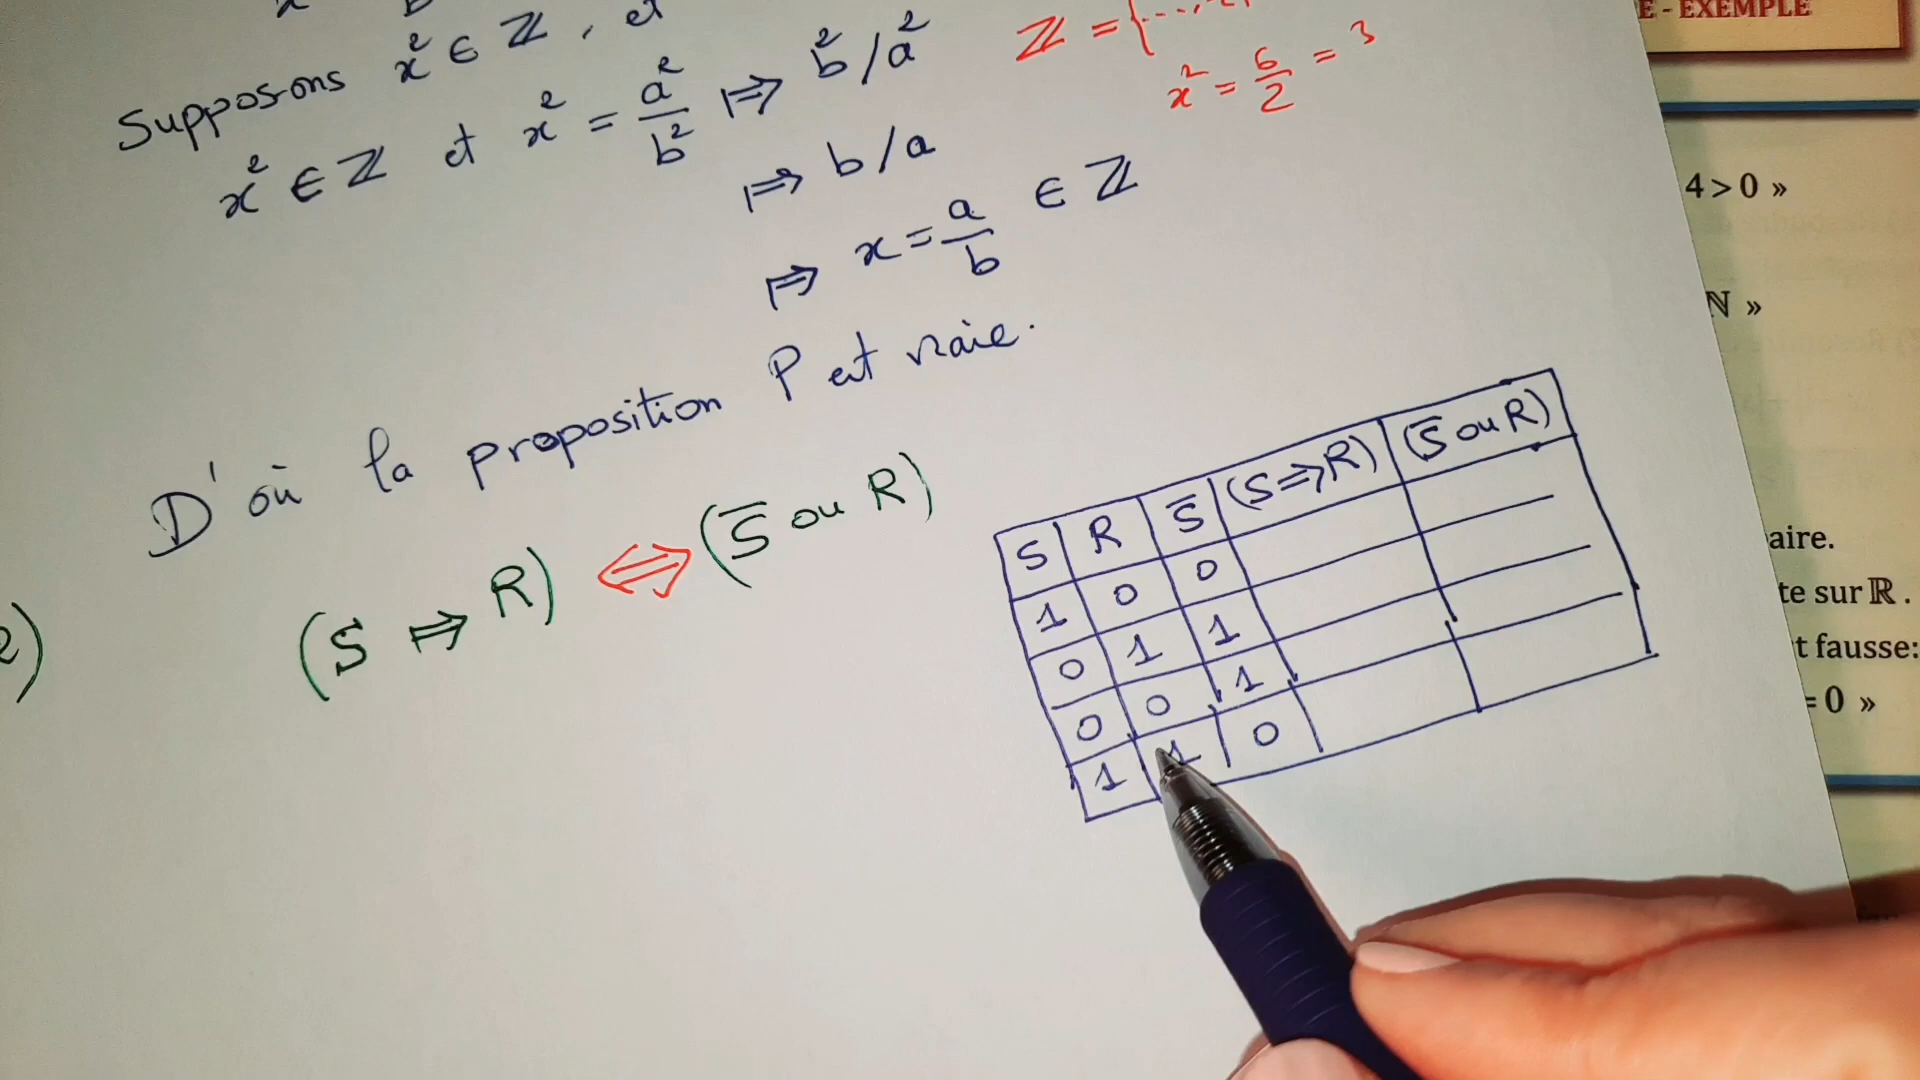 Supposons x² ∈ ℤ, et
x² ∈ ℤ et x² = a²/b² ⟹ b²/a²
⟹ b/a
⟹ x = a/b ∈ ℤ
D'où la proposition P est vraie.
(S ⟹ R) ⟺ (S̅ ou R)
ℤ = {...,
x² = 6/2 = 3
S R S̅ (S ⟹ R) (S̅ ou R)
1 0 0
0 1 1
0 0 1
1 1 0
E - EXEMPLE
4 > 0 »
ℕ »
aire.
te sur ℝ.
t fausse:
= 0 »